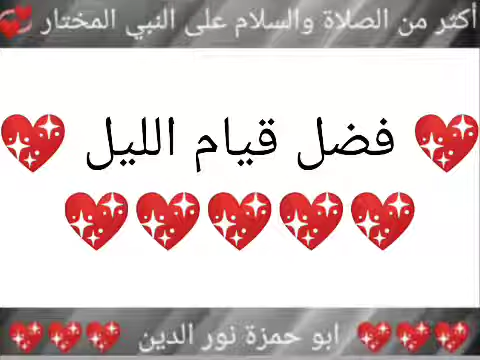 أكثر من الصلاة والسلام على النبي المختار 💞
💖 فضل قيام الليل 💖
💖💖💖💖💖
💖💖💖 ابو حمزة نور الدين 💖💖💖